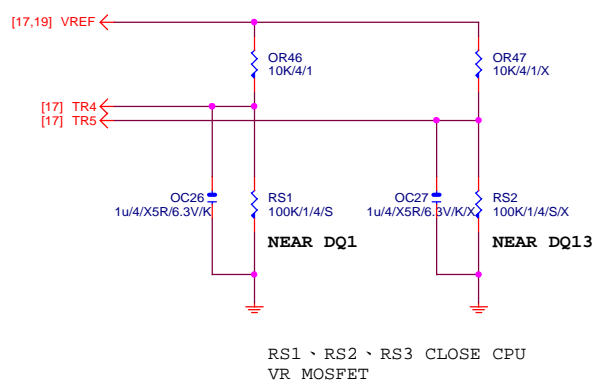 [17,19] VREF
OR46
10K/4/1
OR47
10K/4/1/X
[17] TR4
[17] TR5
OC26
1u/4/X5R/6.3V/K
RS1
100K/1/4/S
OC27
1u/4/X5R/6.3V/K/X
RS2
100K/1/4/S/X
NEAR DQ1
NEAR DQ13
RS1、RS2、RS3 CLOSE CPU
VR MOSFET